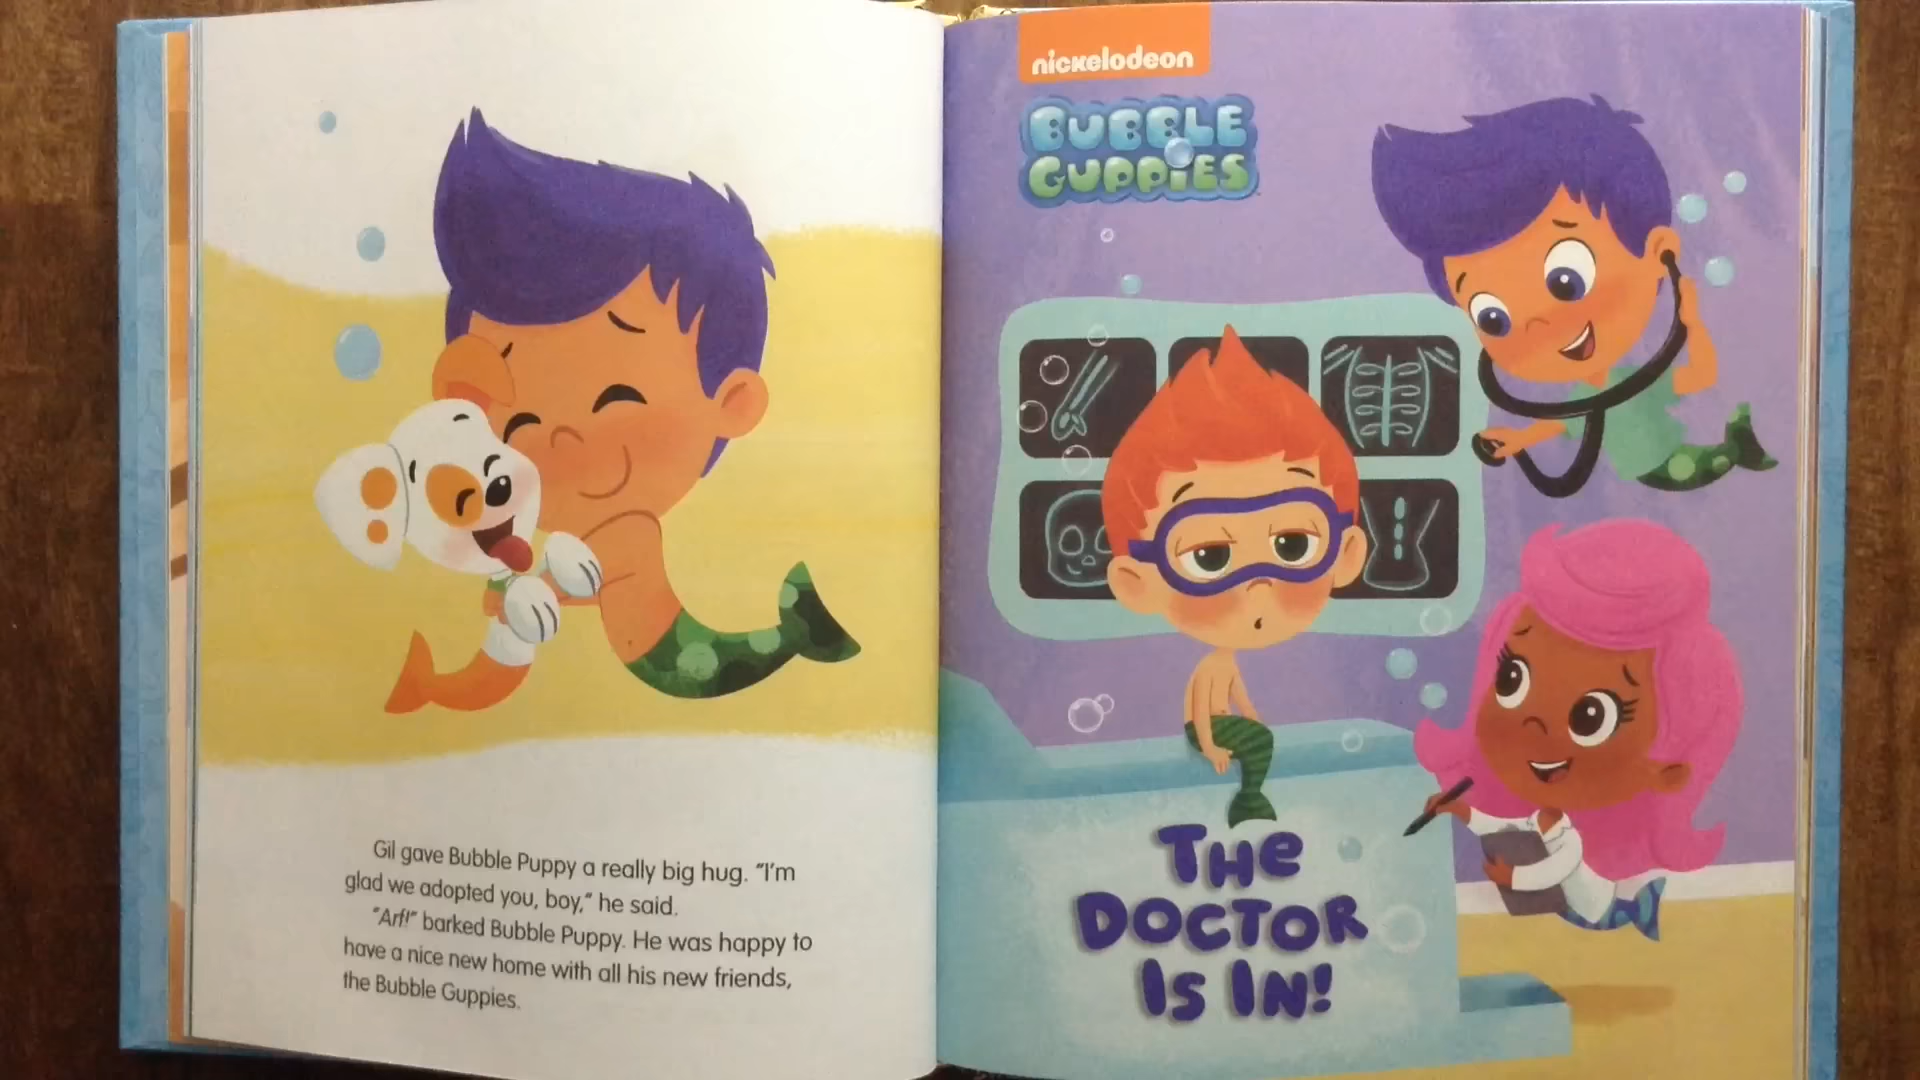 Gil gave Bubble Puppy a really big hug. "I'm
glad we adopted you, boy," he said.
"Arf!" barked Bubble Puppy. He was happy to
have a nice new home with all his new friends,
the Bubble Guppies.
nickelodeon
BUBBLE
GUPPIES
THE
DOCTOR
IS IN!